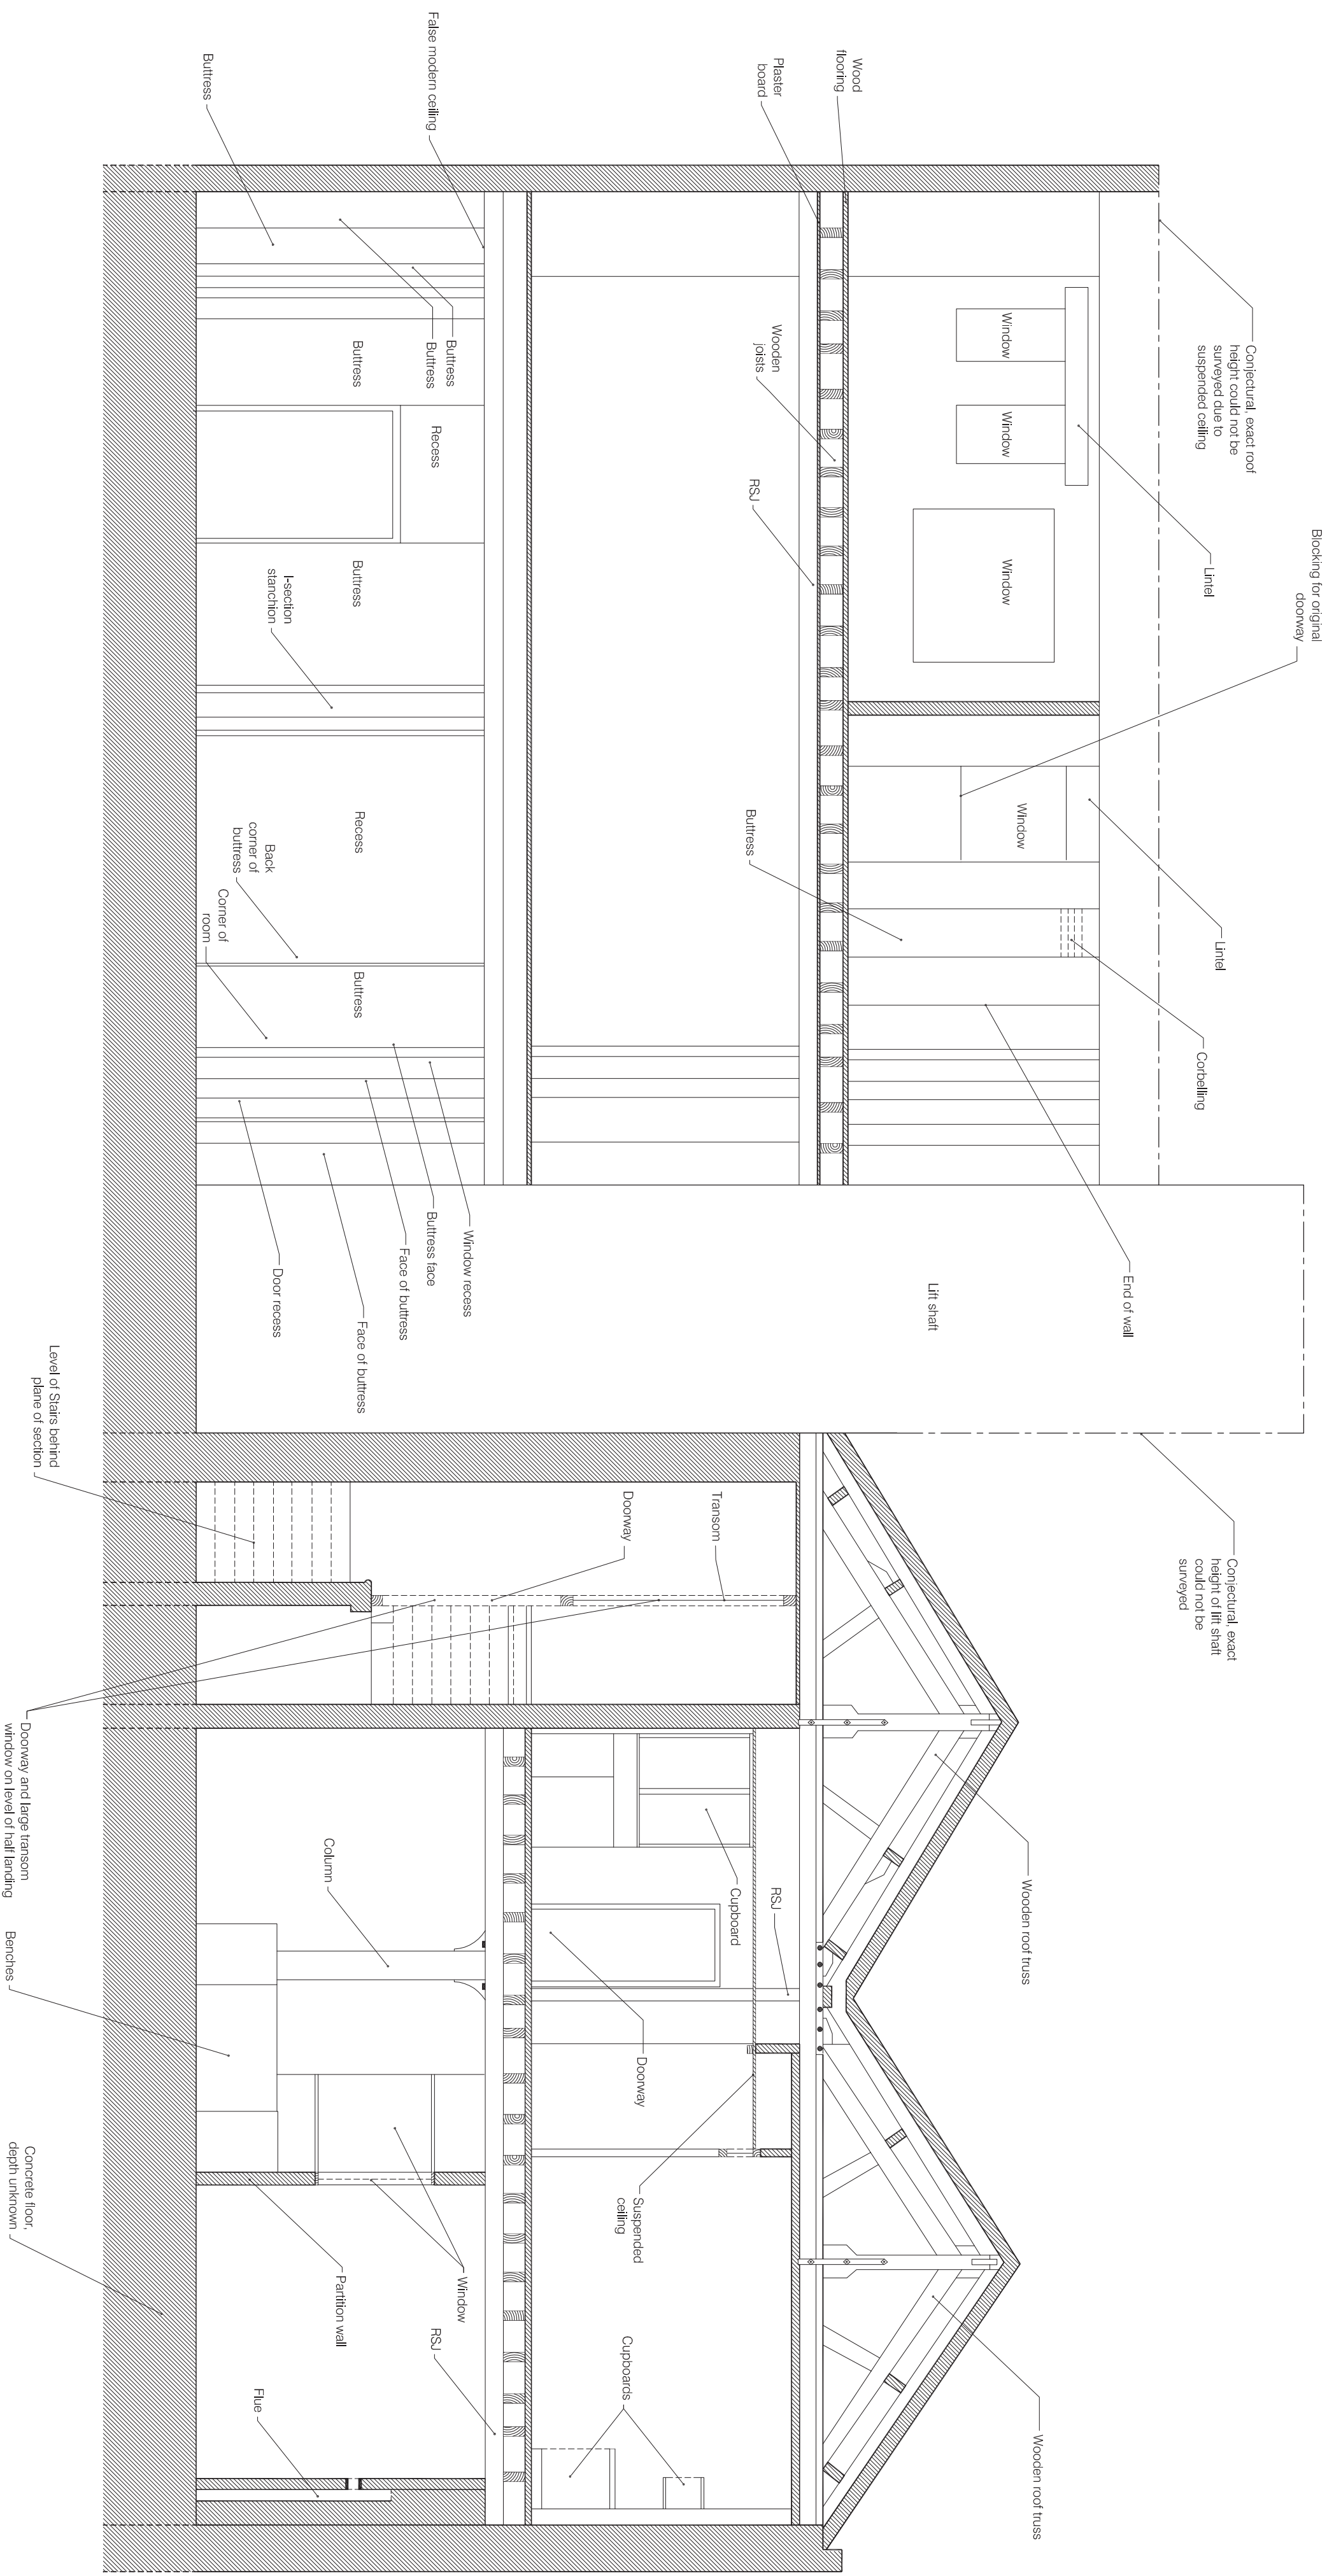 Conjectural, exact roof
height could not be
surveyed due to
suspended ceiling
Blocking for original
doorway
Lintel
Lintel
Corbelling
End of wall
Conjectural, exact
height of lift shaft
could not be
surveyed
Wood
flooring
Plaster
board
Window
Window
Window
Window
Wooden
joists
RSJ
Buttress
Lift shaft
Wooden roof truss
Wooden roof truss
False modern ceiling
Buttress
Buttress
Buttress
Buttress
Recess
Buttress
I-section
stanchion
Buttress
Recess
Back
corner of
buttress
Corner of
room
Buttress
Window recess
Buttress face
Face of buttress
Door recess
Face of buttress
Level of Stairs behind
plane of section
Transom
Doorway
Doorway and large transom
window on level of half landing
RSJ
Cupboard
Doorway
Suspended
ceiling
Cupboards
Column
Benches
Window
Partition wall
RSJ
Flue
Concrete floor,
depth unknown